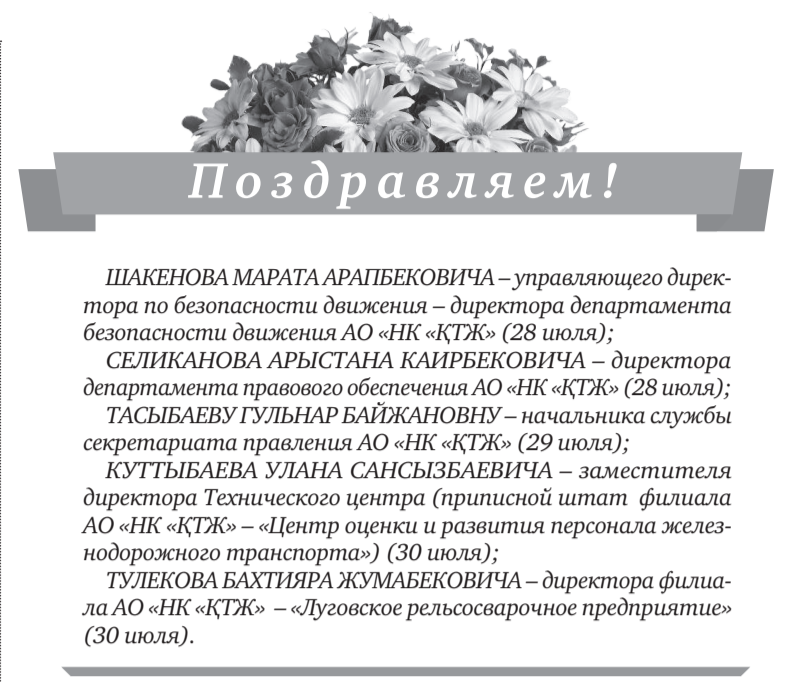 Поздравляем!
ШАКЕНОВА МАРАТА АРАПБЕКОВИЧА – управляющего дирек-
тора по безопасности движения – директора департамента
безопасности движения АО «НК «ҚТЖ» (28 июля);
СЕЛИКАНОВА АРЫСТАНА КАИРБЕКОВИЧА – директора
департамента правового обеспечения АО «НК «ҚТЖ» (28 июля);
ТАСЫБАЕВУ ГУЛЬНАР БАЙЖАНОВНУ – начальника службы
секретариата правления АО «НК «ҚТЖ» (29 июля);
КУТТЫБАЕВА УЛАНА САНСЫЗБАЕВИЧА – заместителя
директора Технического центра (приписной штат филиала
АО «НК «ҚТЖ» – «Центр оценки и развития персонала желез-
нодорожного транспорта») (30 июля);
ТУЛЕКОВА БАХТИЯРА ЖУМАБЕКОВИЧА – директора филиа-
ла АО «НК «ҚТЖ» – «Луговское рельсосварочное предприятие»
(30 июля).